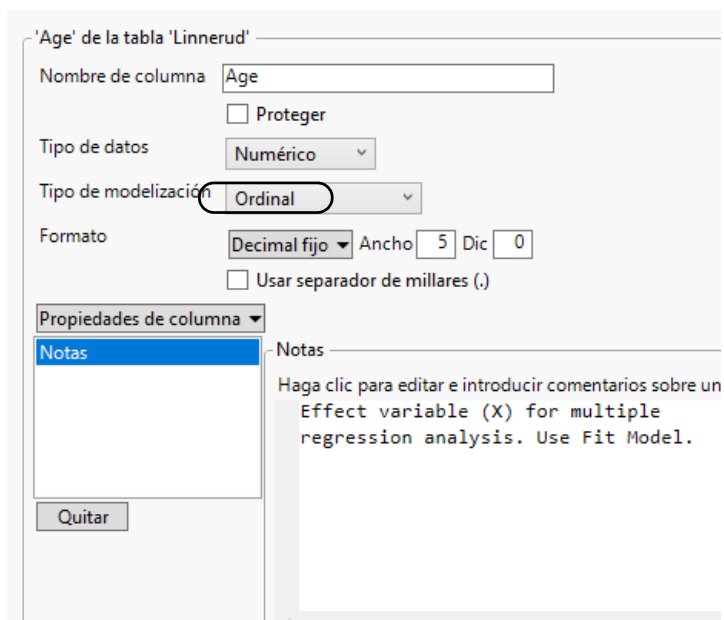 'Age' de la tabla 'Linnerud'
Nombre de columna Age
Proteger
Tipo de datos Numérico
Tipo de modelización Ordinal
Formato Decimal fijo Ancho 5 Dic 0
Usar separador de millares (.)
Propiedades de columna
Notas
Quitar
Notas
Haga clic para editar e introducir comentarios sobre un
Effect variable (X) for multiple
regression analysis. Use Fit Model.